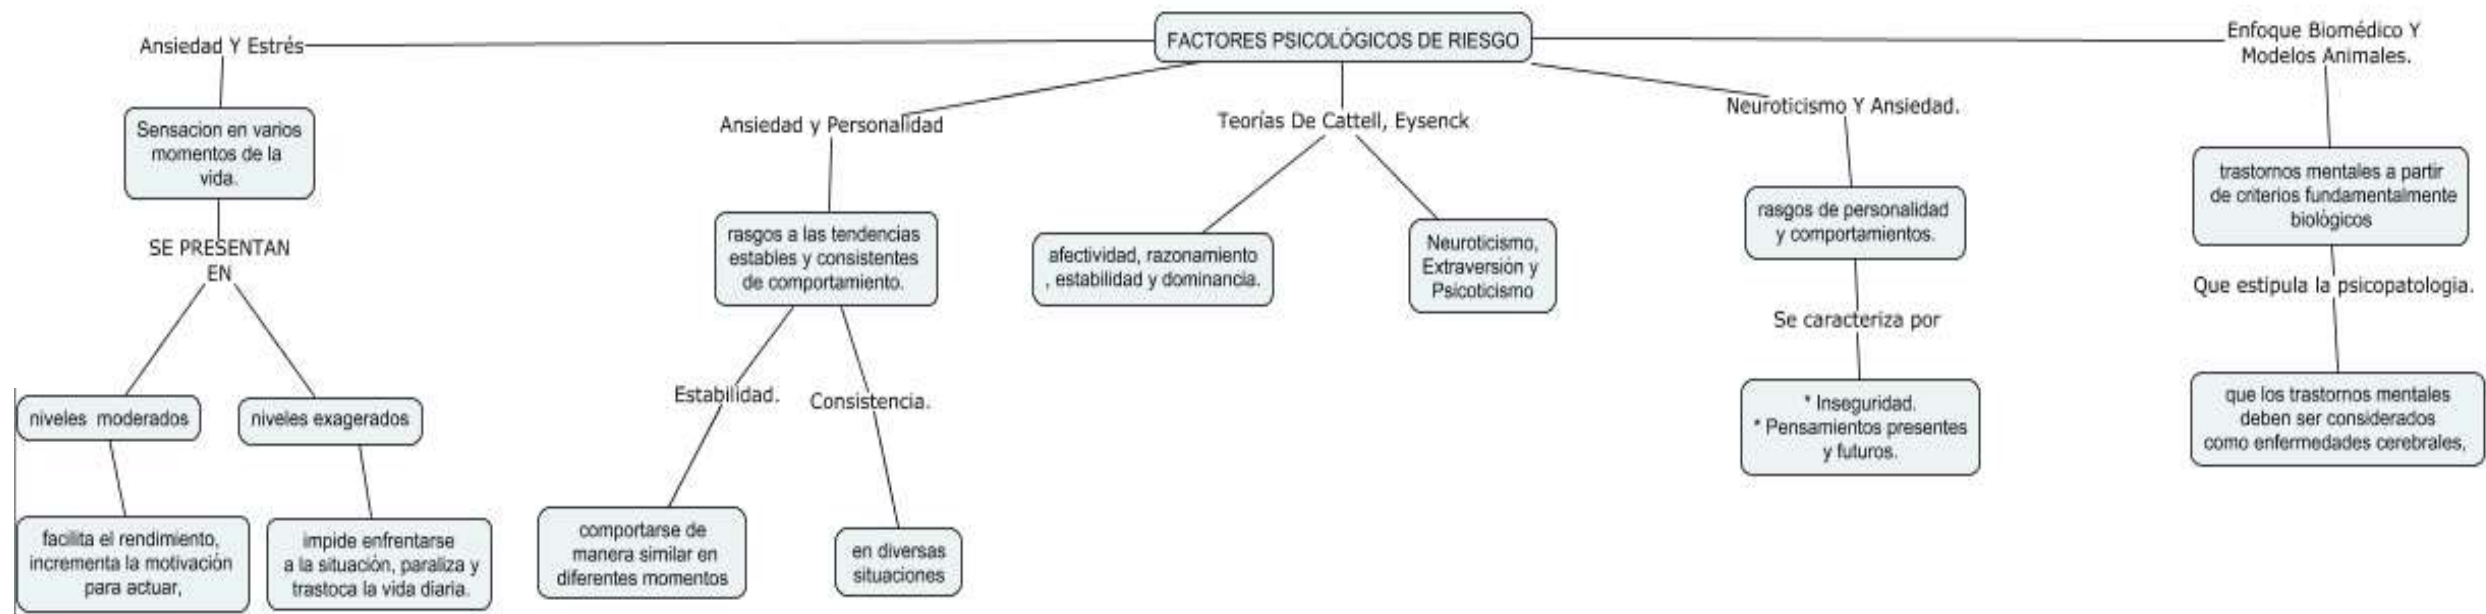 FACTORES PSICOLÓGICOS DE RIESGO
Ansiedad Y Estrés
Sensacion en varios
momentos de la
vida.
SE PRESENTAN
EN
niveles moderados
facilita el rendimiento,
incrementa la motivación
para actuar,
niveles exagerados
impide enfrentarse
a la situación, paraliza y
trastoca la vida diaria.
Ansiedad y Personalidad
rasgos a las tendencias
estables y consistentes
de comportamiento.
Estabilidad.
comportarse de
manera similar en
diferentes momentos
Consistencia.
en diversas
situaciones
Teorías De Cattell, Eysenck
afectividad, razonamiento
, estabilidad y dominancia.
Neuroticismo,
Extraversión y
Psicoticismo
Neuroticismo Y Ansiedad.
rasgos de personalidad
y comportamientos.
Se caracteriza por
* Inseguridad.
* Pensamientos presentes
y futuros.
Enfoque Biomédico Y
Modelos Animales.
trastornos mentales a partir
de criterios fundamentalmente
biológicos
Que estípula la psicopatologia.
que los trastornos mentales
deben ser considerados
como enfermedades cerebrales,